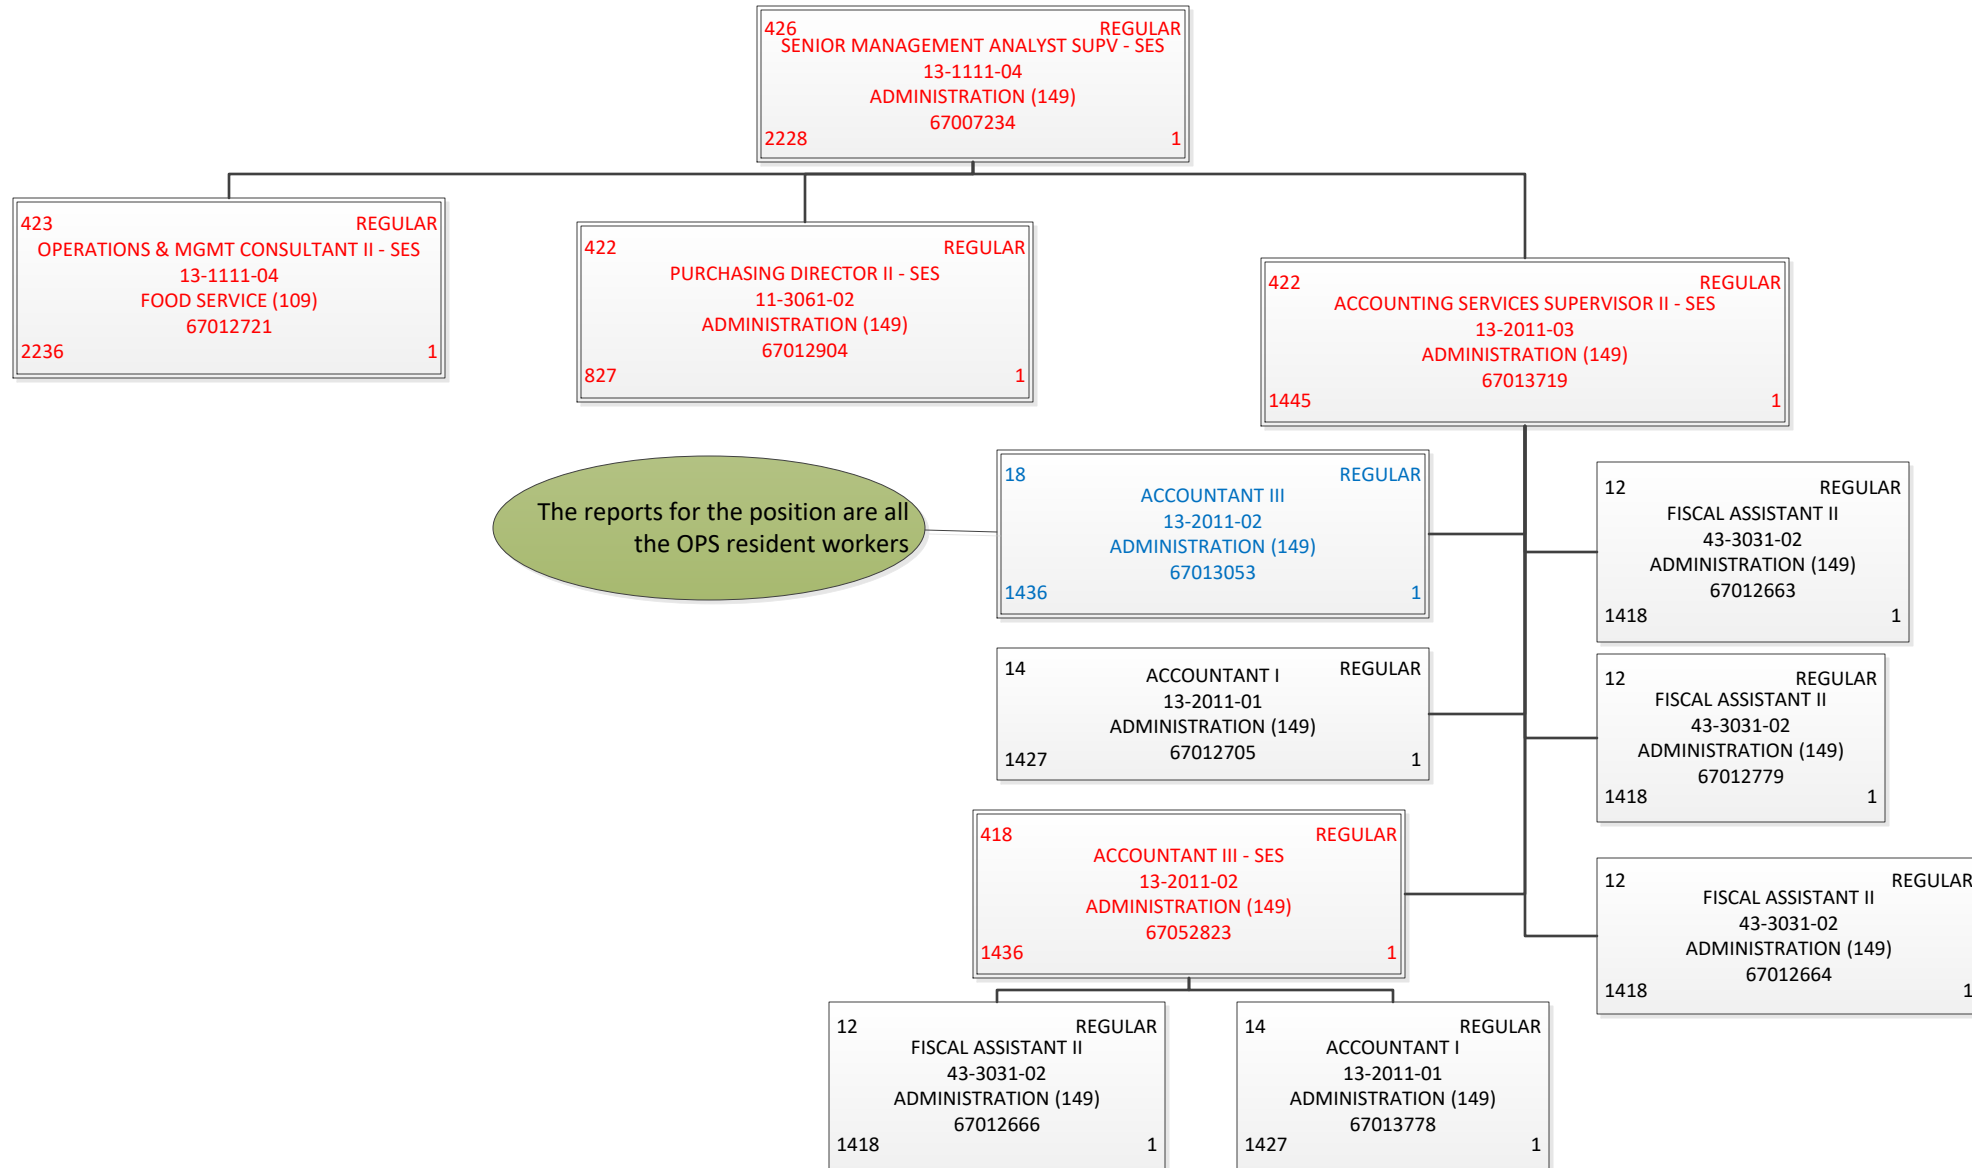 426 REGULAR
SENIOR MANAGEMENT ANALYST SUPV - SES
13-1111-04
ADMINISTRATION (149)
67007234
2228 1
423 REGULAR
OPERATIONS & MGMT CONSULTANT II - SES
13-1111-04
FOOD SERVICE (109)
67012721
2236 1
422 REGULAR
PURCHASING DIRECTOR II - SES
11-3061-02
ADMINISTRATION (149)
67012904
827 1
422 REGULAR
ACCOUNTING SERVICES SUPERVISOR II - SES
13-2011-03
ADMINISTRATION (149)
67013719
1445 1
The reports for the position are all
the OPS resident workers
18 REGULAR
ACCOUNTANT III
13-2011-02
ADMINISTRATION (149)
67013053
1436 1
12 REGULAR
FISCAL ASSISTANT II
43-3031-02
ADMINISTRATION (149)
67012663
1418 1
14 REGULAR
ACCOUNTANT I
13-2011-01
ADMINISTRATION (149)
67012705
1427 1
12 REGULAR
FISCAL ASSISTANT II
43-3031-02
ADMINISTRATION (149)
67012779
1418 1
418 REGULAR
ACCOUNTANT III - SES
13-2011-02
ADMINISTRATION (149)
67052823
1436 1
12 REGULAR
FISCAL ASSISTANT II
43-3031-02
ADMINISTRATION (149)
67012664
1418 1
12 REGULAR
FISCAL ASSISTANT II
43-3031-02
ADMINISTRATION (149)
67012666
1418 1
14 REGULAR
ACCOUNTANT I
13-2011-01
ADMINISTRATION (149)
67013778
1427 1